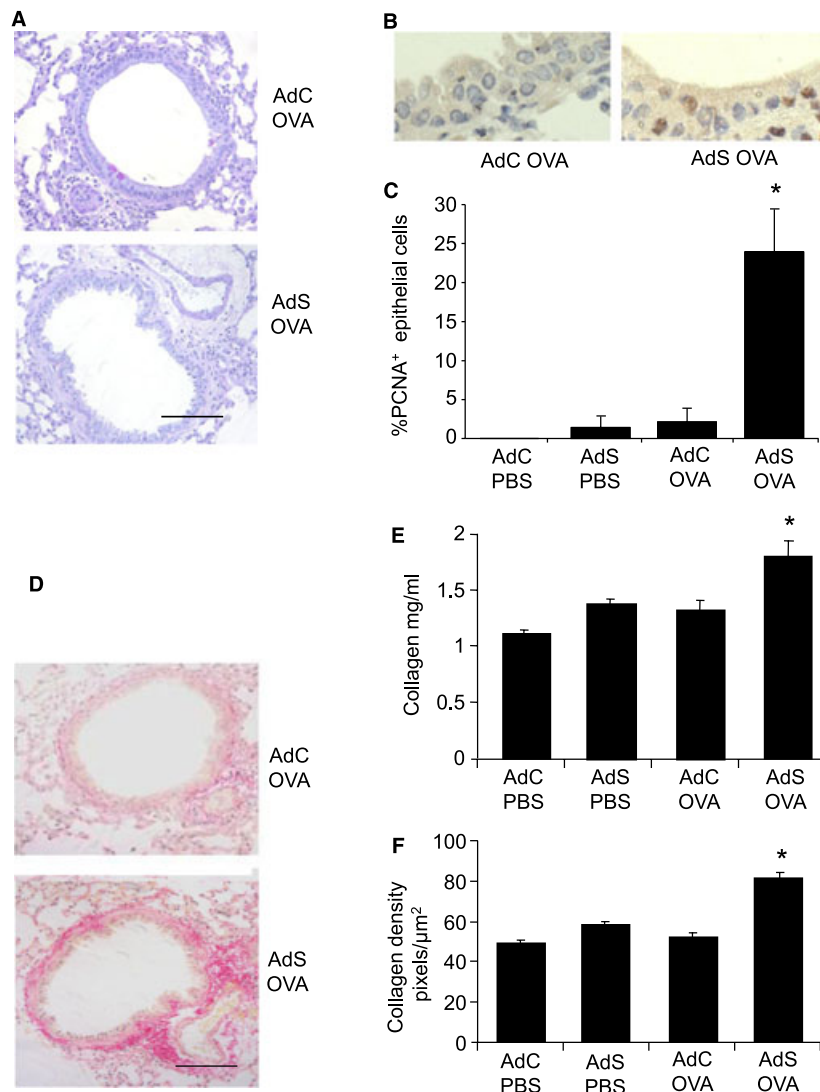 A
AdC
OVA
AdS
OVA
B
AdC OVA
AdS OVA
C
%PCNA⁺ epithelial cells
30
25
20
15
10
5
0
*
AdC
PBS
AdS
PBS
AdC
OVA
AdS
OVA
D
AdC
OVA
AdS
OVA
E
Collagen mg/ml
2
1.5
1
0.5
0
*
AdC
PBS
AdS
PBS
AdC
OVA
AdS
OVA
F
Collagen density
pixels/μm²
100
80
60
40
20
0
*
AdC
PBS
AdS
PBS
AdC
OVA
AdS
OVA